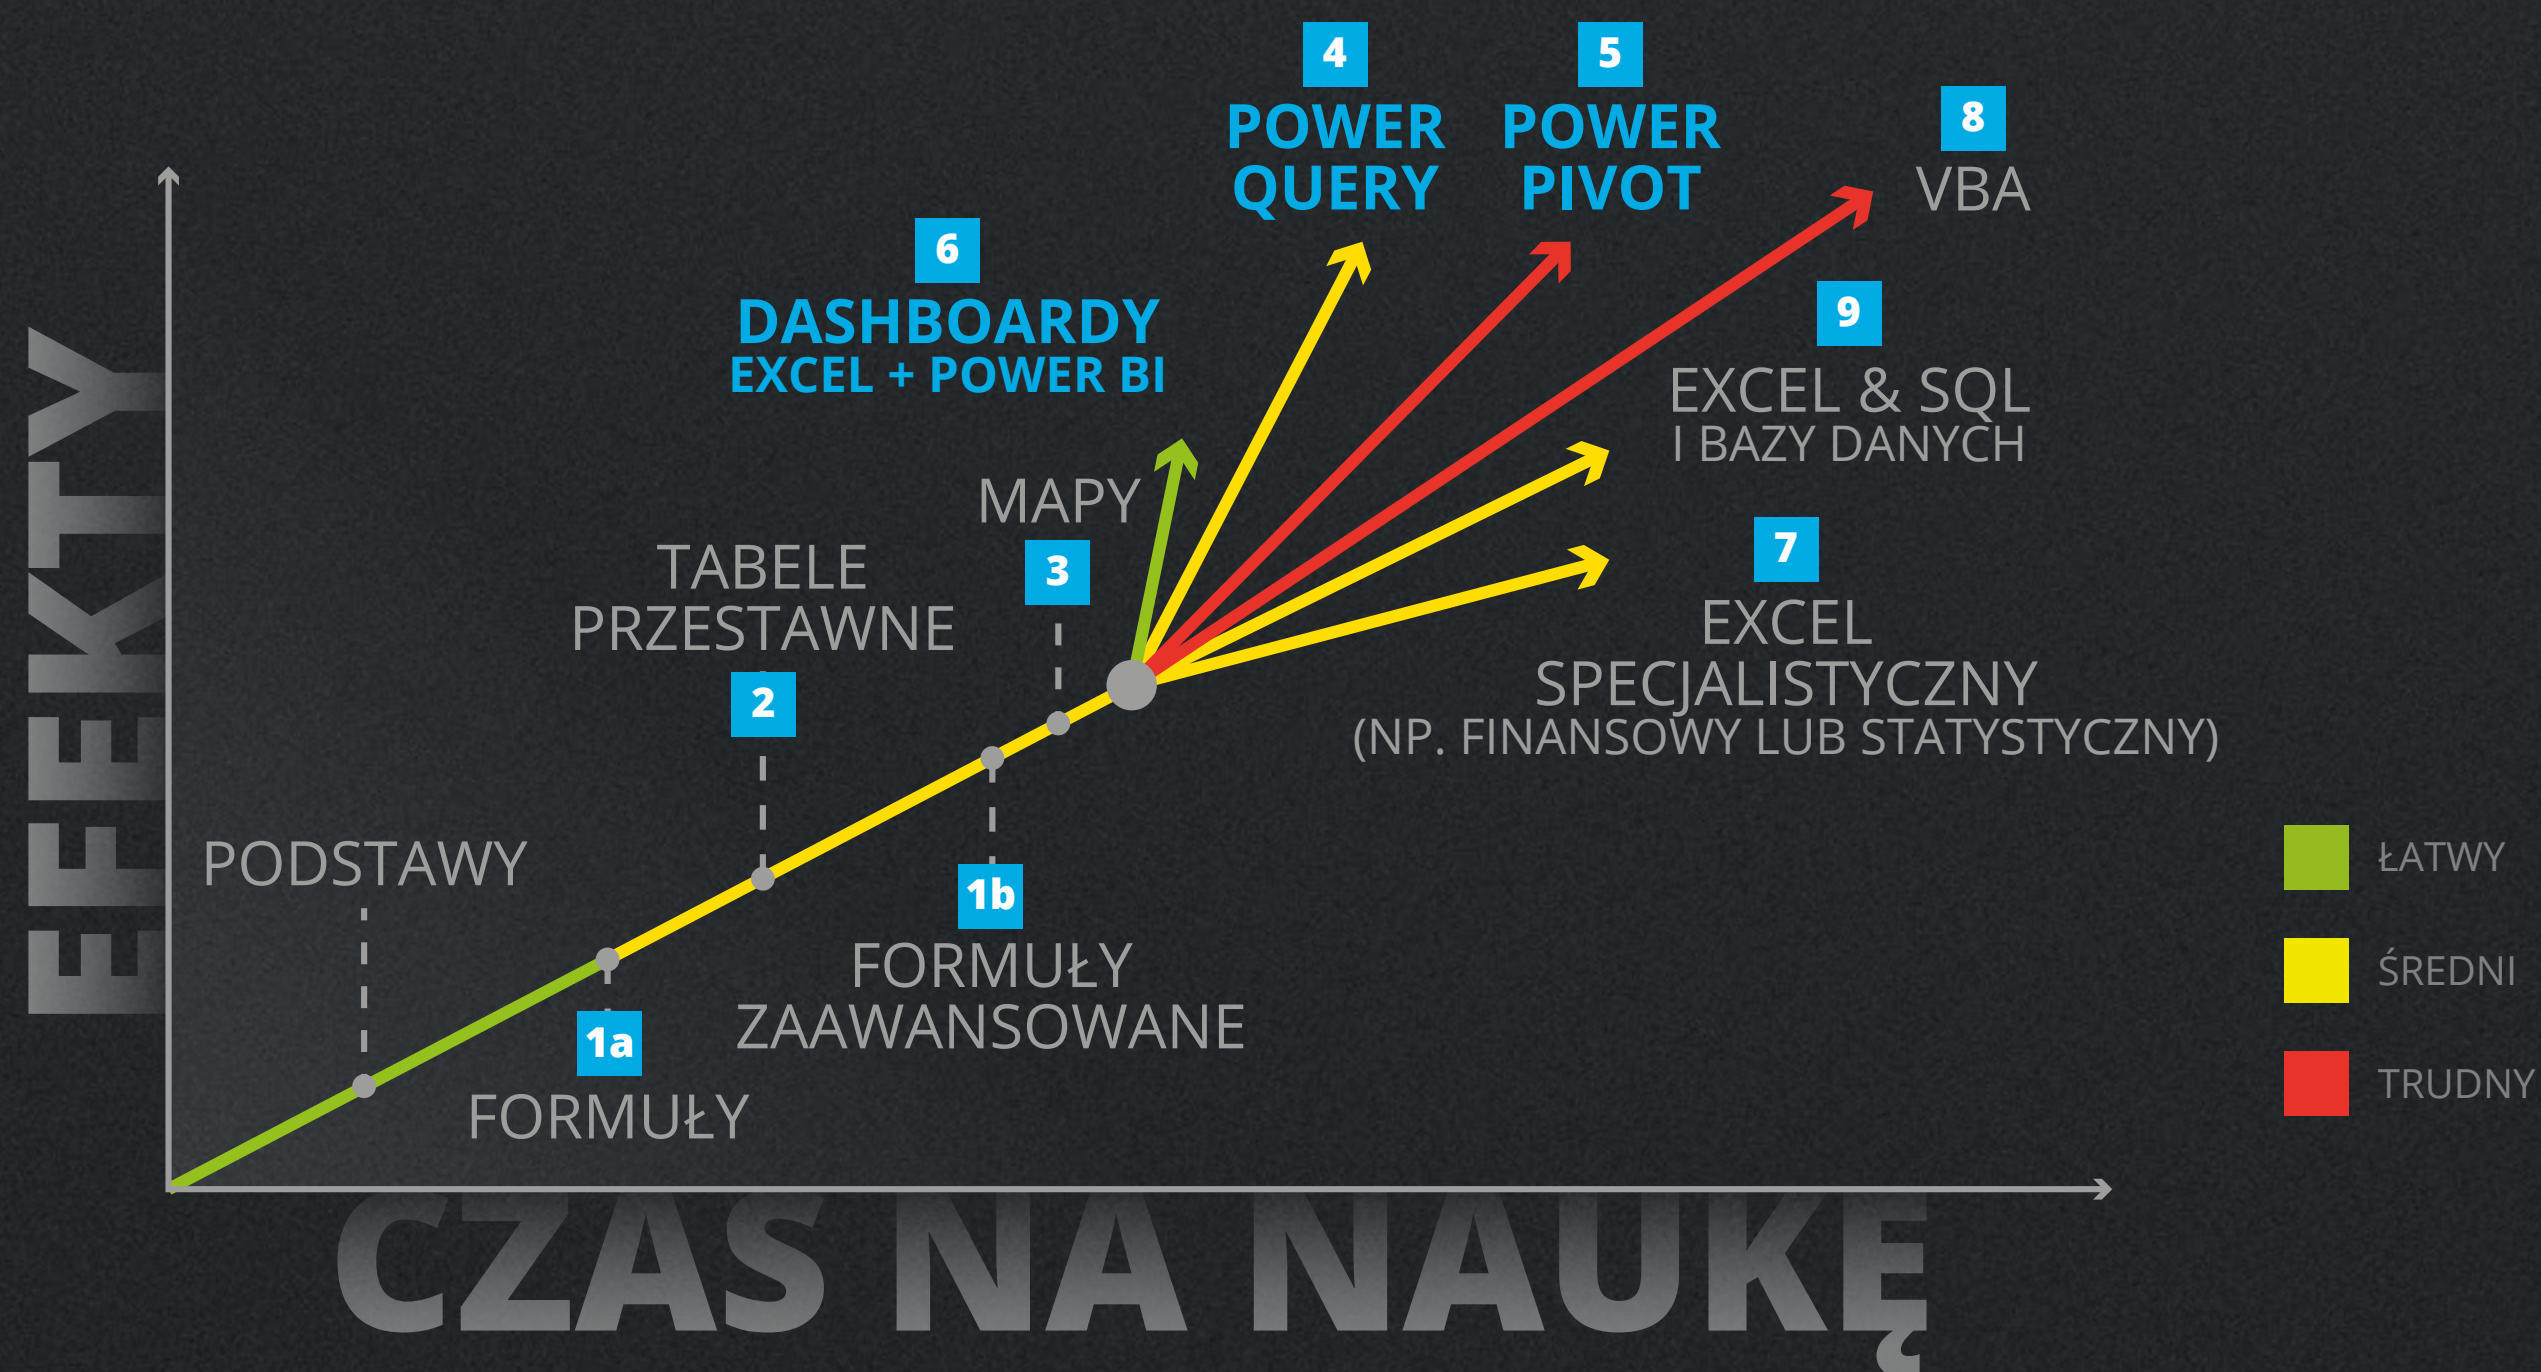 4
POWER
QUERY
5
POWER
PIVOT
8
VBA
6
DASHBOARDY
EXCEL + POWER BI
9
EXCEL & SQL
I BAZY DANYCH
MAPY
3
7
EXCEL
SPECJALISTYCZNY
(NP. FINANSOWY LUB STATYSTYCZNY)
TABELE
PRZESTAWNE
2
EFEKTY
PODSTAWY
1b
FORMUŁY
ZAAWANSOWANE
1a
FORMUŁY
ŁATWY
ŚREDNI
TRUDNY
CZAS NA NAUKĘ